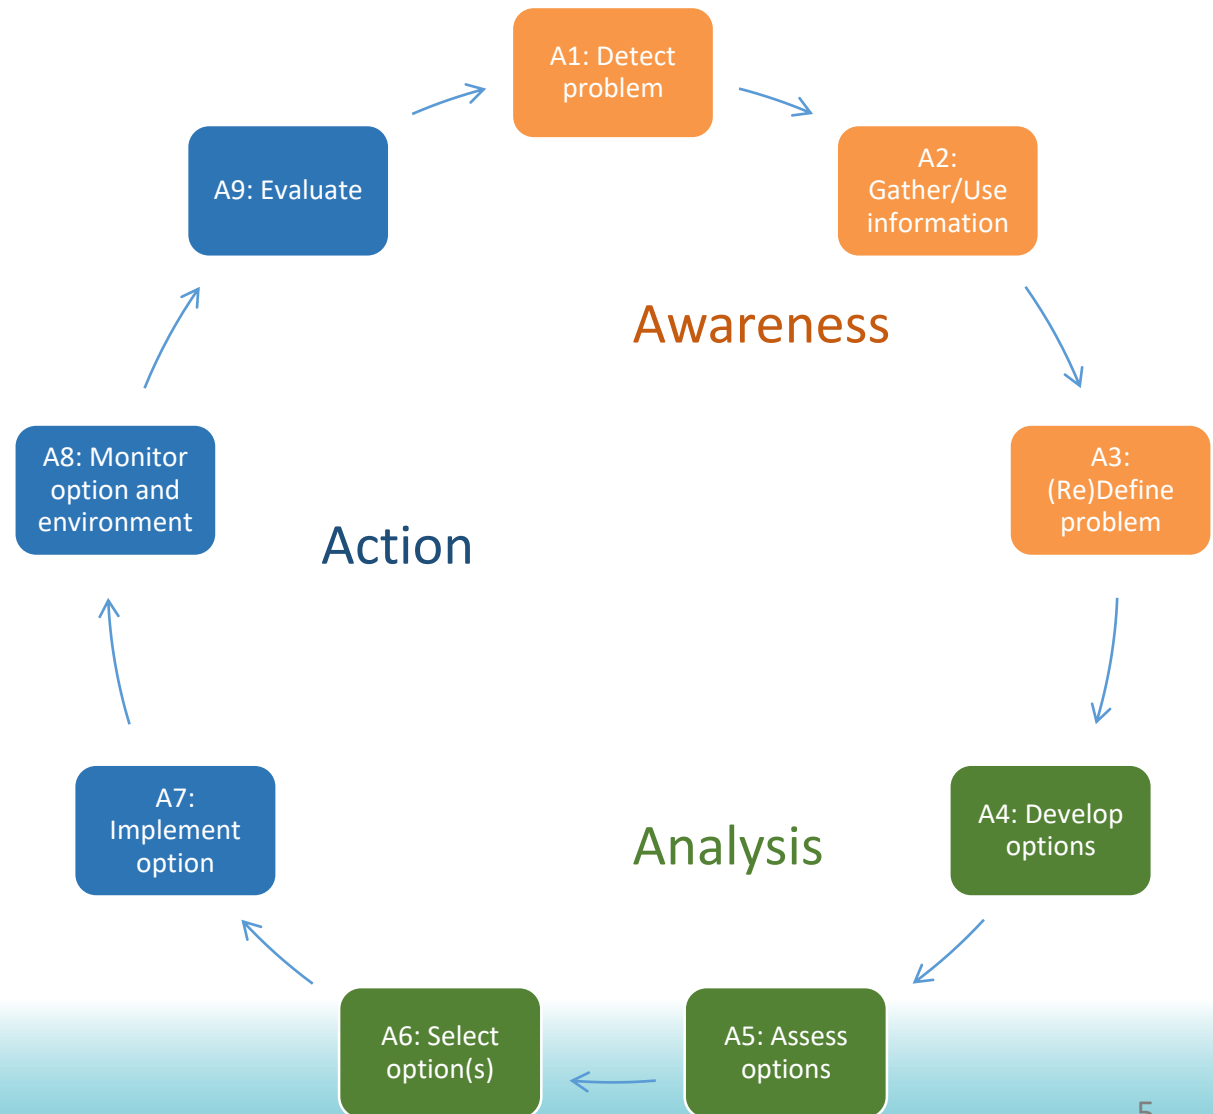 A1: Detect
problem
A2:
Gather/Use
information
Awareness
A3:
(Re)Define
problem
A4: Develop
options
Analysis
A5: Assess
options
A6: Select
option(s)
A7:
Implement
option
Action
A8: Monitor
option and
environment
A9: Evaluate
5